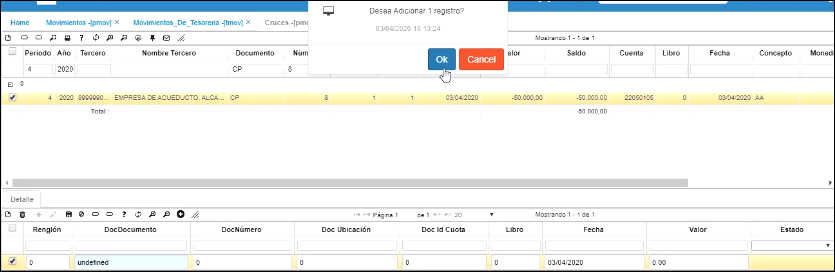 Desea Adicionar 1 registro?
03/04/2020 18:13:24
Ok Cancel
Home Movimientos -[pmov] × Movimientos_De_Tesoreria -[tmov] × Cruces -[pmo
Mostrando 1 - 1 de 1
Período Año Tercero Nombre Tercero Documento Núm alor Saldo Cuenta Libro Fecha Concepto Moneda
4 2020 CP 8
0
4 2020 8999990... EMPRESA DE ACUEDUCTO, ALCA... CP 8 1 1 03/04/2020 -50.000,00 -50.000,00 22050105 0 03/04/2020 AA
Total : -50.000,00
Detalle
Página 1 de 1 20 Mostrando 1 - 1 de 1
Renglón DocDocumento DocNúmero Doc Ubicación Doc Id Cuota Libro Fecha Valor Estado
0 undefined 0 0 0 0 03/04/2020 0.00